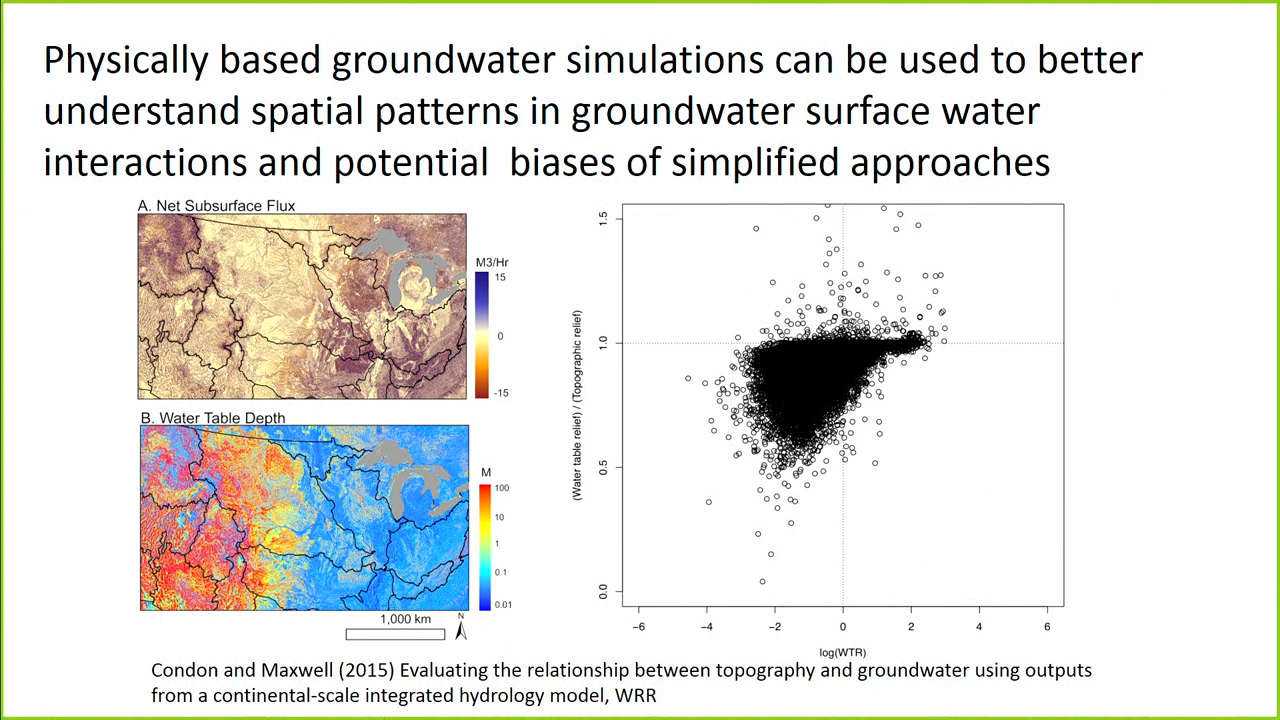 Physically based groundwater simulations can be used to better
understand spatial patterns in groundwater surface water
interactions and potential  biases of simplified approaches
A. Net Subsurface Flux
M3/Hr
15
0
-15
B. Water Table Depth
M
100
10
1
0.1
0.01
1,000 km
N
(Water table relief) / (Topographic relief)
1.5
1.0
0.5
0.0
−6 −4 −2 0 2 4 6
log(WTR)
Condon and Maxwell (2015) Evaluating the relationship between topography and groundwater using outputs
from a continental-scale integrated hydrology model, WRR